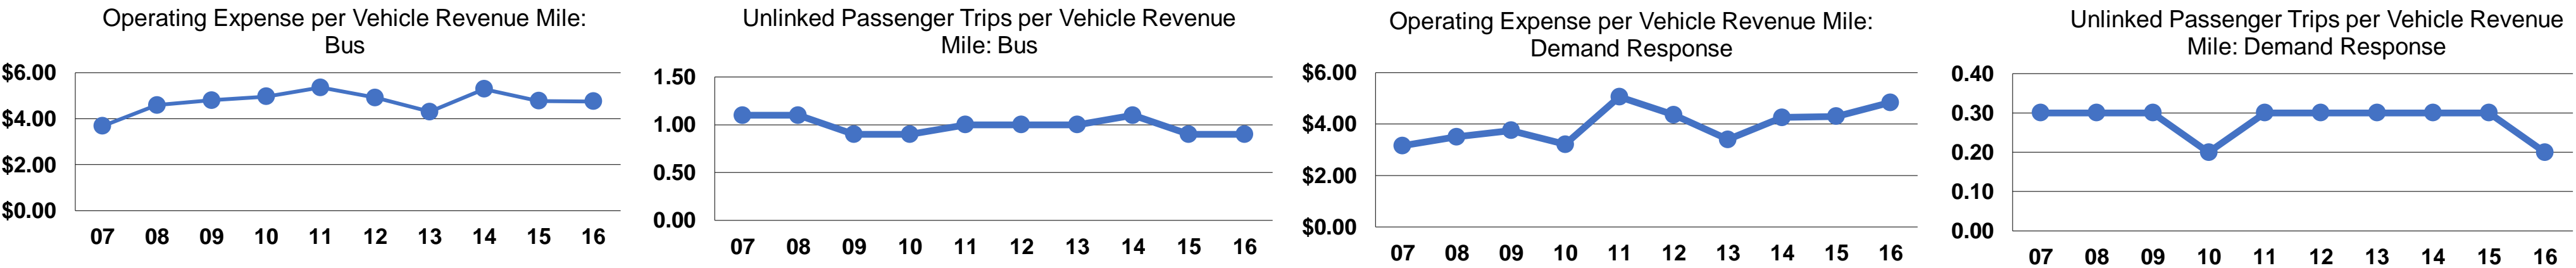 Operating Expense per Vehicle Revenue Mile:
Bus
$6.00
$4.00
$2.00
$0.00
07 08 09 10 11 12 13 14 15 16
Unlinked Passenger Trips per Vehicle Revenue
Mile: Bus
1.50
1.00
0.50
0.00
07 08 09 10 11 12 13 14 15 16
Operating Expense per Vehicle Revenue Mile:
Demand Response
$6.00
$4.00
$2.00
$0.00
07 08 09 10 11 12 13 14 15 16
Unlinked Passenger Trips per Vehicle Revenue
Mile: Demand Response
0.40
0.30
0.20
0.10
0.00
07 08 09 10 11 12 13 14 15 16